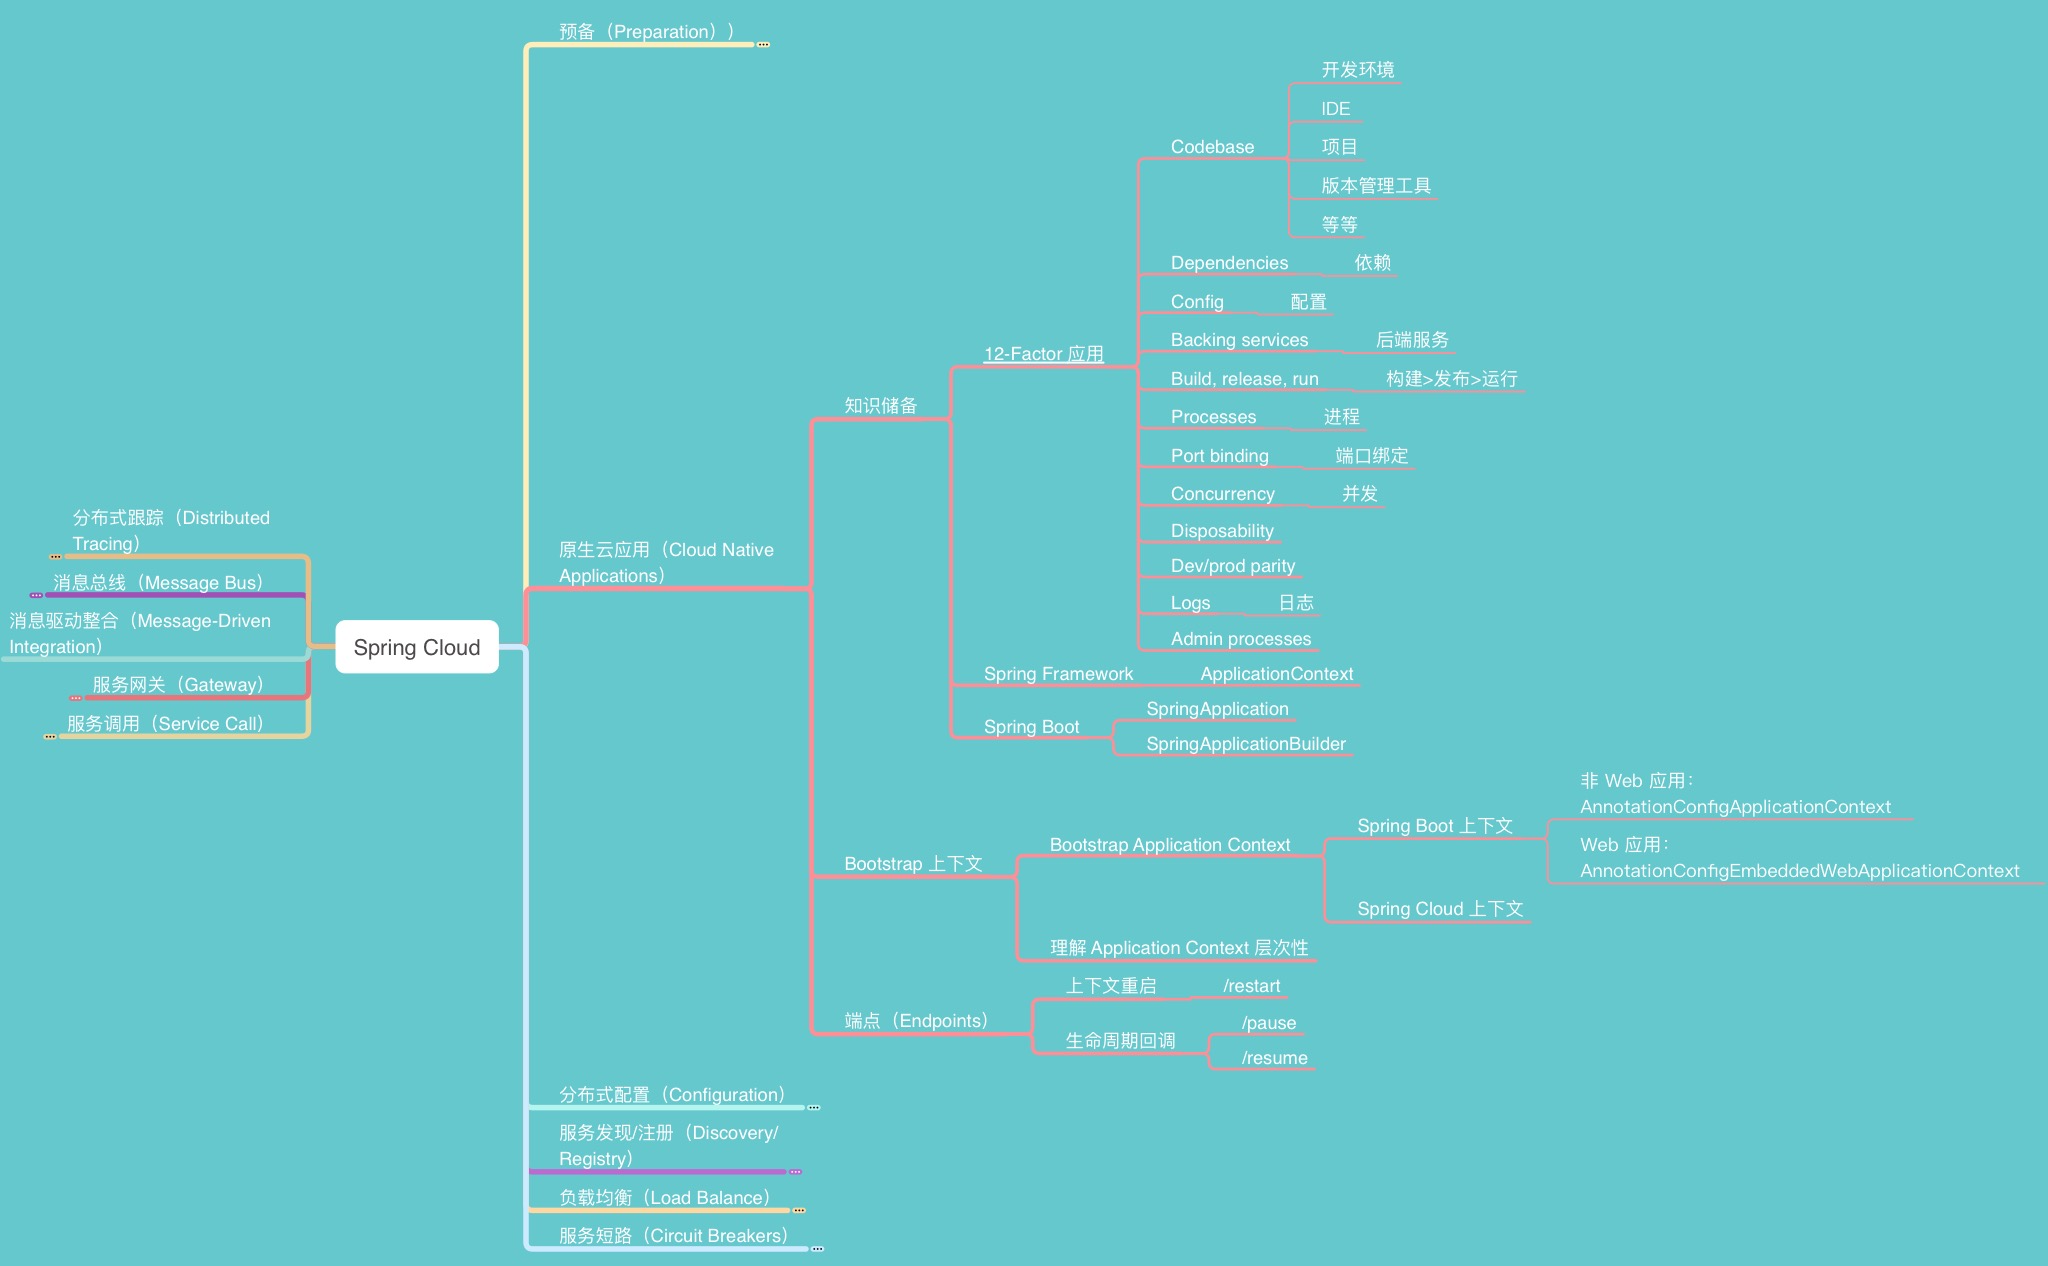 预备（Preparation））
开发环境
IDE
Codebase
项目
版本管理工具
等等
Dependencies
依赖
Config
配置
Backing services
后端服务
12-Factor 应用
Build, release, run
构建>发布>运行
知识储备
Processes
进程
Port binding
端口绑定
Concurrency
并发
Disposability
Dev/prod parity
Logs
日志
Admin processes
Spring Framework
ApplicationContext
Spring Boot
SpringApplication
SpringApplicationBuilder
原生云应用（Cloud Native
Applications）
Bootstrap 上下文
Bootstrap Application Context
Spring Boot 上下文
非 Web 应用：
AnnotationConfigApplicationContext
Web 应用：
AnnotationConfigEmbeddedWebApplicationContext
Spring Cloud 上下文
理解 Application Context 层次性
端点（Endpoints）
上下文重启
/restart
生命周期回调
/pause
/resume
分布式配置（Configuration）
服务发现/注册（Discovery/
Registry）
负载均衡（Load Balance）
服务短路（Circuit Breakers）
Spring Cloud
分布式跟踪（Distributed
Tracing）
消息总线（Message Bus）
消息驱动整合（Message-Driven
Integration）
服务网关（Gateway）
服务调用（Service Call）